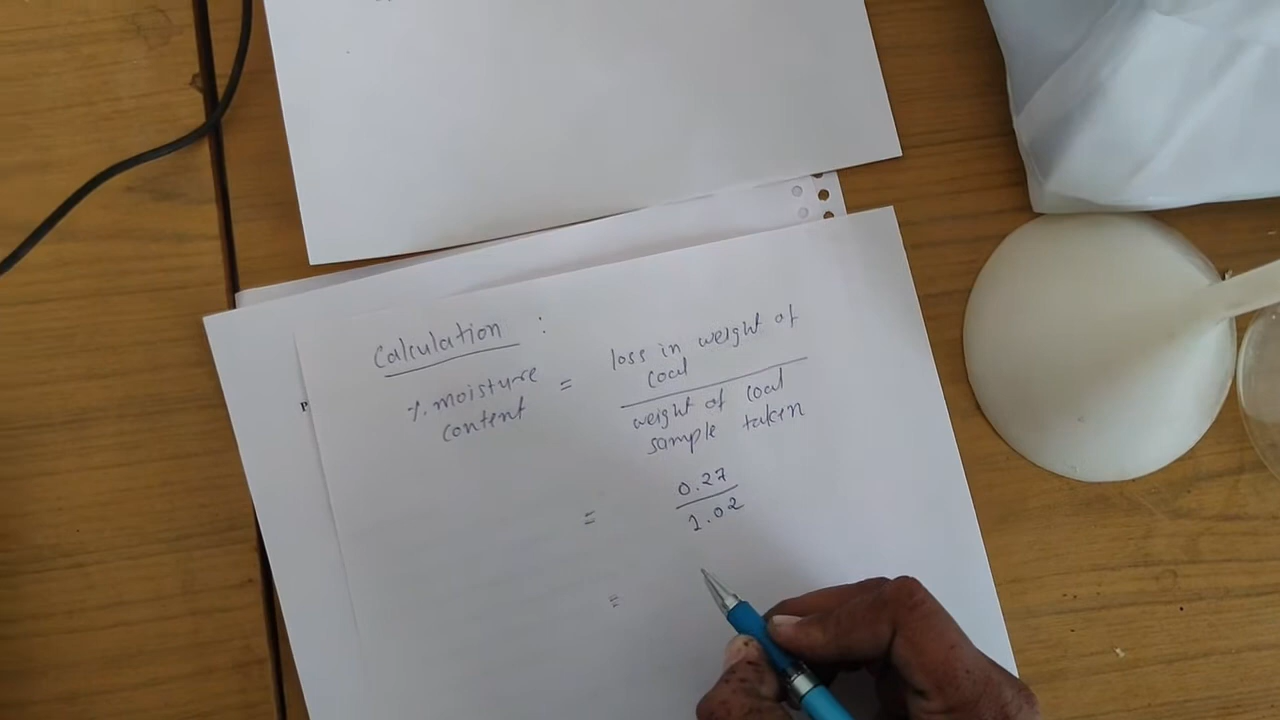 Calculation :
% moisture content = loss in weight of coal / weight of coal sample taken
= 0.27 / 1.02
=
P